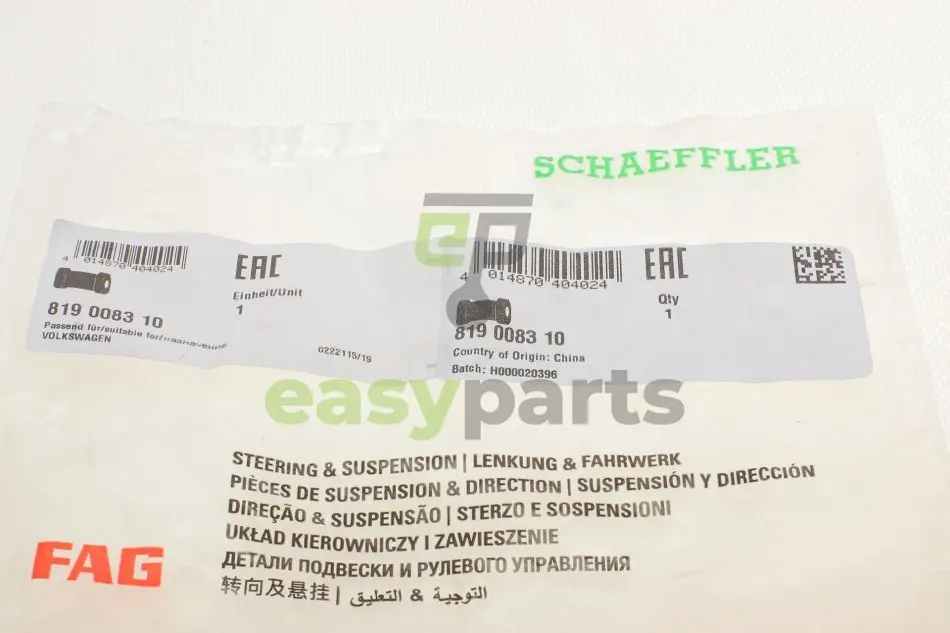 SCHAEFFLER
4 014870 404024
EAC
819 0083 10
Einheit/Unit
1
Passend für/suitable for/назначение
VOLKSWAGEN
0222115/19
4 014870 404024
EAC
Qty
1
819 0083 10
Country of Origin: China
Batch: H000020396
easyparts
STEERING & SUSPENSION | LENKUNG & FAHRWERK
PIÈCES DE SUSPENSION & DIRECTION | SUSPENSIÓN Y DIRECCIÓN
DIREÇÃO & SUSPENSÃO | STERZO E SOSPENSIONI
UKŁAD KIEROWNICZY I ZAWIESZENIE
ДЕТАЛИ ПОДВЕСКИ И РУЛЕВОГО УПРАВЛЕНИЯ
转向及悬挂 | التوجية & التعليق
FAG